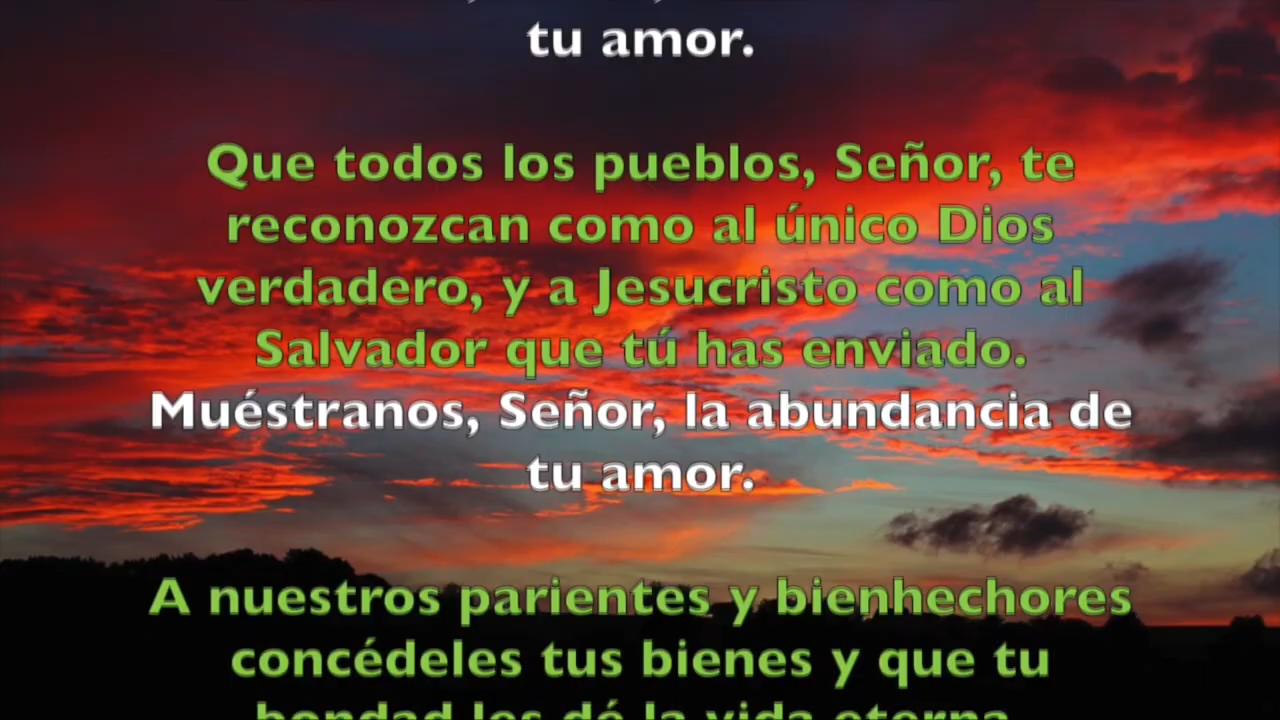 tu amor.
Que todos los pueblos, Señor, te
reconozcan como al único Dios
verdadero, y a Jesucristo como al
Salvador que tú has enviado.
Muéstranos, Señor, la abundancia de
tu amor.
A nuestros parientes y bienhechores
concédeles tus bienes y que tu
bondad les dé la vida eterna.